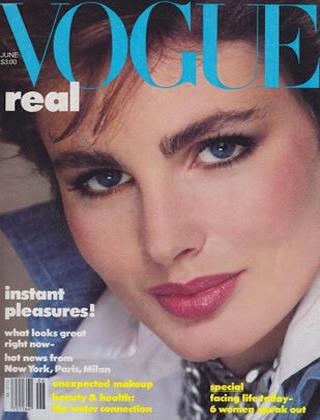 VOGUE
JUNE
$3.00
real
instant
pleasures!
what looks great
right now-
hot news from
New York, Paris, Milan
unexpected makeup
beauty & health:
the water connection
special
facing life today-
6 women speak out